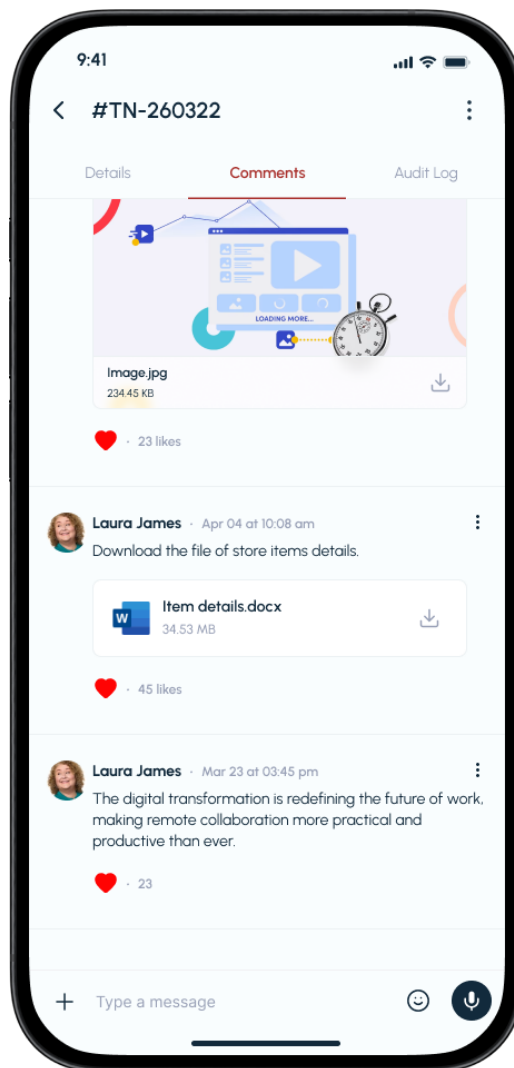 9:41
#TN-260322
Details
Comments
Audit Log
LOADING MORE...
Image.jpg
234.45 KB
· 23 likes
Laura James · Apr 04 at 10:08 am
Download the file of store items details.
W
Item details.docx
34.53 MB
· 45 likes
Laura James · Mar 23 at 03:45 pm
The digital transformation is redefining the future of work,
making remote collaboration more practical and
productive than ever.
· 23
Type a message